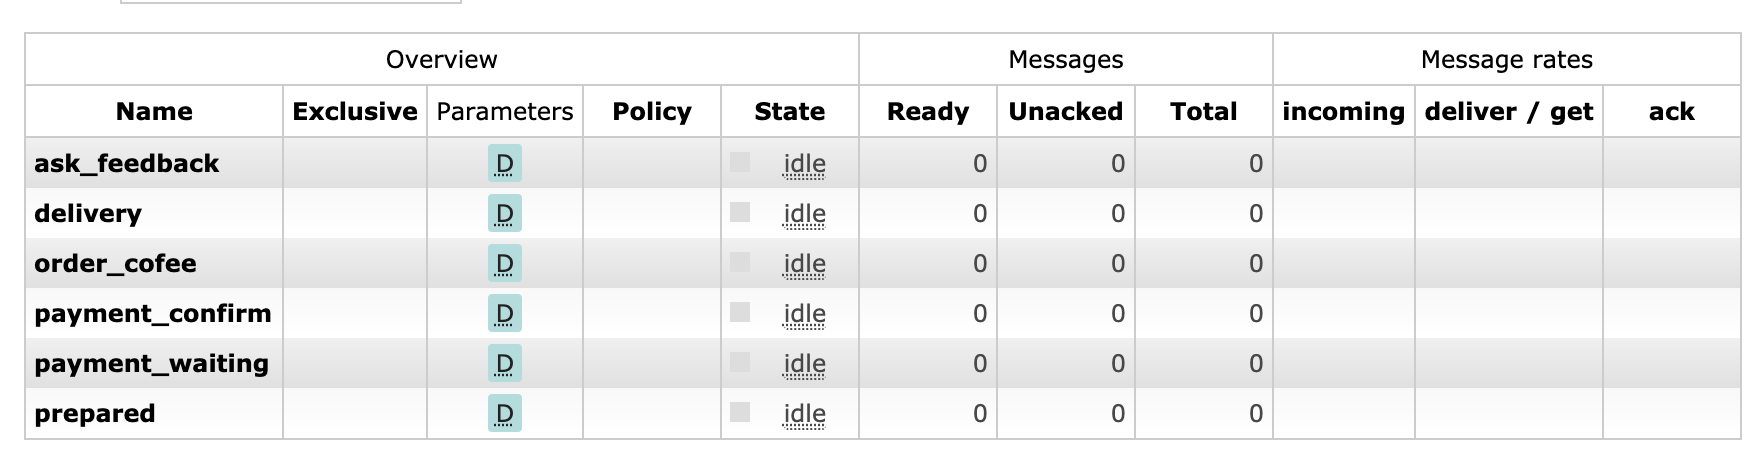 Overview Messages Message rates
Name Exclusive Parameters Policy State Ready Unacked Total incoming deliver / get ack
ask_feedback D idle 0 0 0
delivery D idle 0 0 0
order_cofee D idle 0 0 0
payment_confirm D idle 0 0 0
payment_waiting D idle 0 0 0
prepared D idle 0 0 0